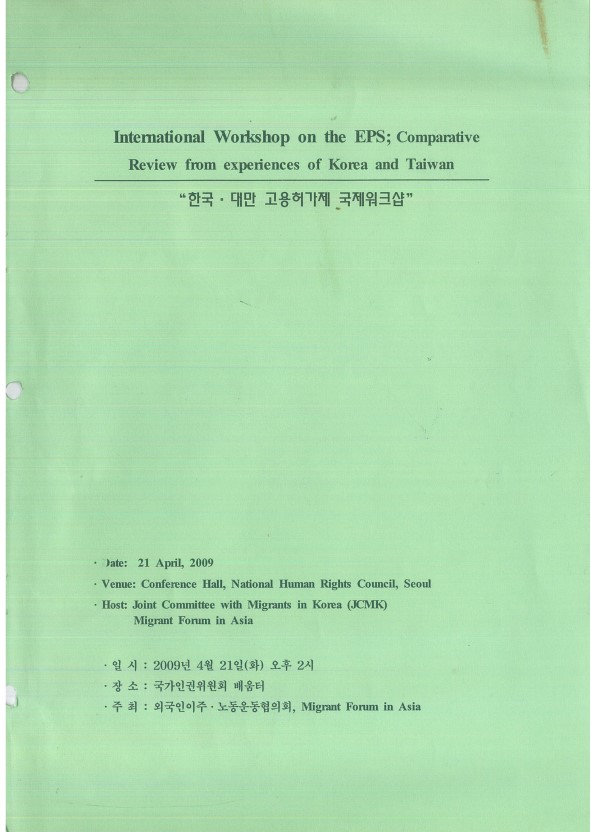 International Workshop on the EPS; Comparative
Review from experiences of Korea and Taiwan
“한국 · 대만 고용허가제 국제워크샵”
· Date: 21 April, 2009
· Venue: Conference Hall, National Human Rights Council, Seoul
· Host: Joint Committee with Migrants in Korea (JCMK)
Migrant Forum in Asia
· 일 시 : 2009년 4월 21일(화) 오후 2시
· 장 소 : 국가인권위원회 배움터
· 주 최 : 외국인이주 · 노동운동협의회, Migrant Forum in Asia